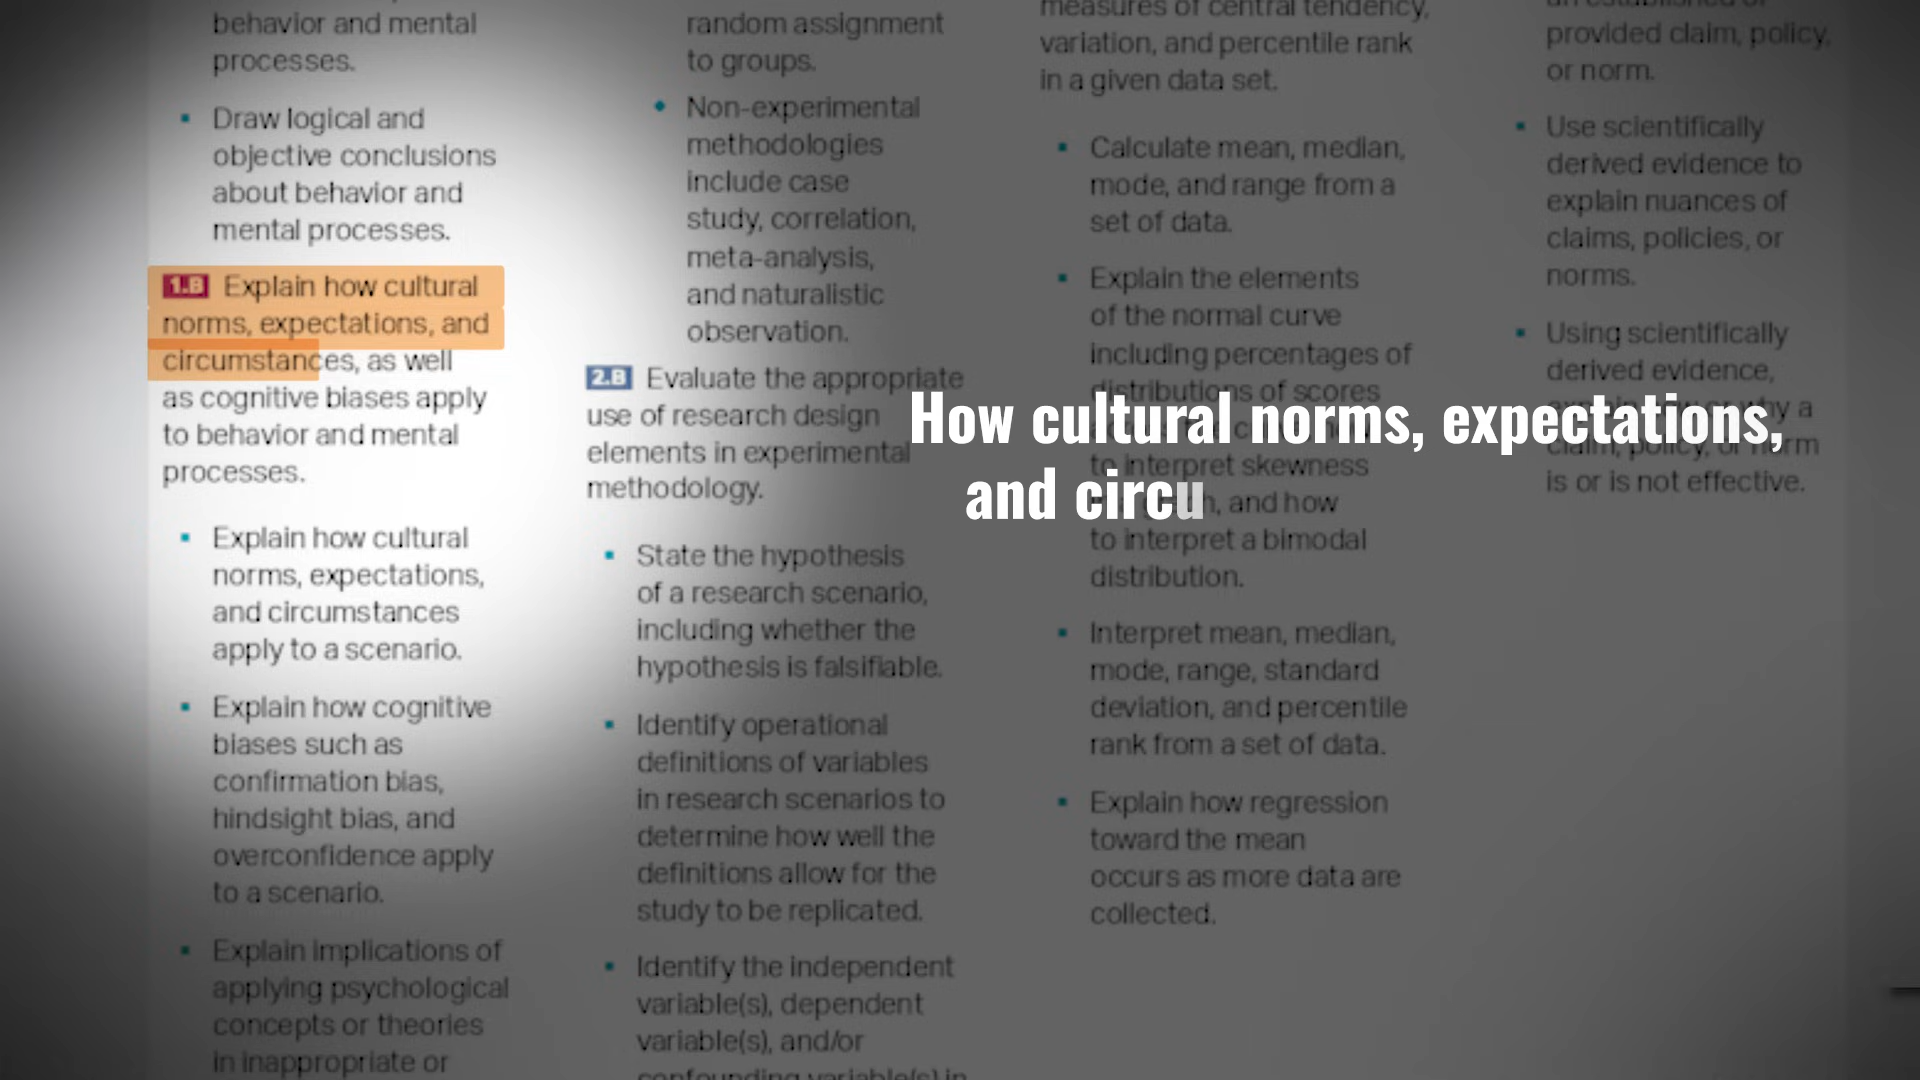 behavior and mental
processes.
Draw logical and
objective conclusions
about behavior and
mental processes.
1.B Explain how cultural
norms, expectations, and
circumstances, as well
as cognitive biases apply
to behavior and mental
processes.
Explain how cultural
norms, expectations,
and circumstances
apply to a scenario.
Explain how cognitive
biases such as
confirmation bias,
hindsight bias, and
overconfidence apply
to a scenario.
Explain implications of
applying psychological
concepts or theories
in inappropriate or
random assignment
to groups.
Non-experimental
methodologies
include case
study, correlation,
meta-analysis,
and naturalistic
observation.
2.B Evaluate the appropriate
use of research design
elements in experimental
methodology.
State the hypothesis
of a research scenario,
including whether the
hypothesis is falsifiable.
Identify operational
definitions of variables
in research scenarios to
determine how well the
definitions allow for the
study to be replicated.
Identify the independent
variable(s), dependent
variable(s), and/or
confounding variable(s) in
measures of central tendency,
variation, and percentile rank
in a given data set.
Calculate mean, median,
mode, and range from a
set of data.
Explain the elements
of the normal curve
including percentages of
distributions of scores
to interpret skewness
and how
to interpret a bimodal
distribution.
Interpret mean, median,
mode, range, standard
deviation, and percentile
rank from a set of data.
Explain how regression
toward the mean
occurs as more data are
collected.
provided claim, policy,
or norm.
Use scientifically
derived evidence to
explain nuances of
claims, policies, or
norms.
Using scientifically
derived evidence,
claim, policy, or norm
is or is not effective.
How cultural norms, expectations,
and circu